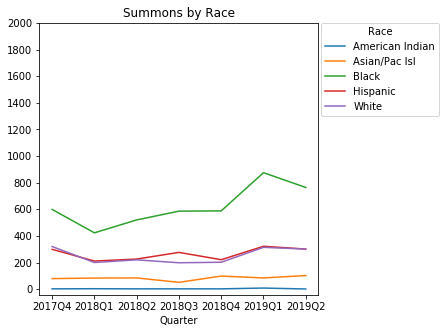 Summons by Race
2000
1800
1600
1400
1200
1000
800
600
400
200
0
2017Q4 2018Q1 2018Q2 2018Q3 2018Q4 2019Q1 2019Q2
Quarter
Race
American Indian
Asian/Pac Isl
Black
Hispanic
White